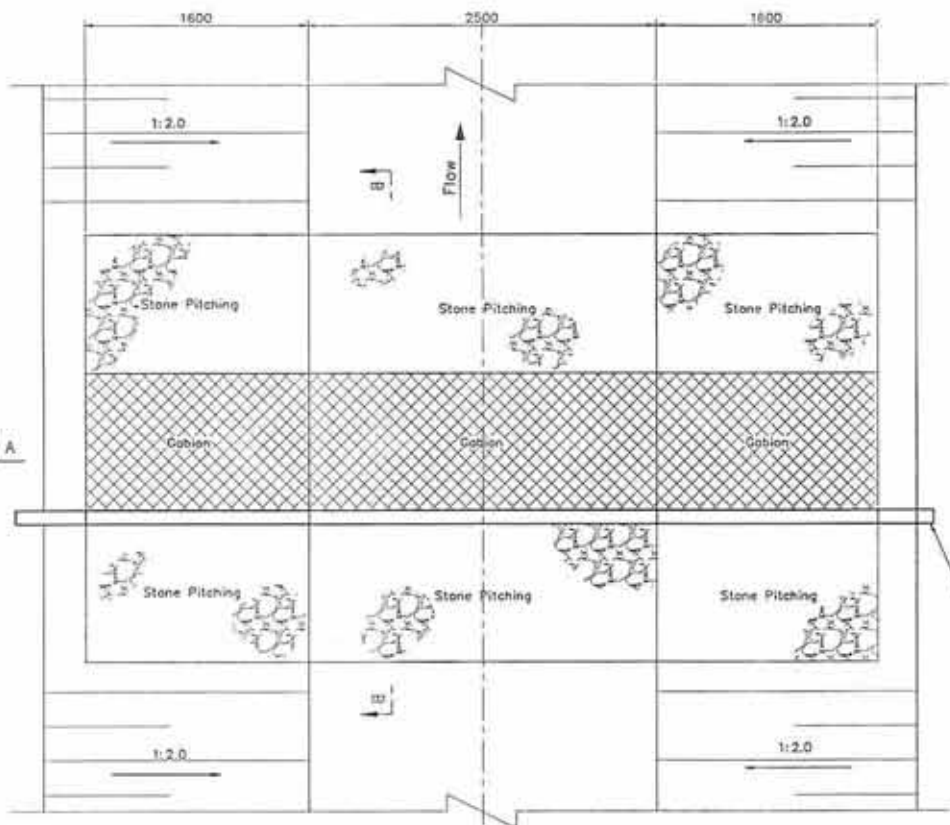 1600 2500 1600
1:2.0 1:2.0
B Flow
Stone Pitching Stone Pitching Stone Pitching
A Gabion Gabion Gabion
Stone Pitching Stone Pitching Stone Pitching
B
1:2.0 1:2.0